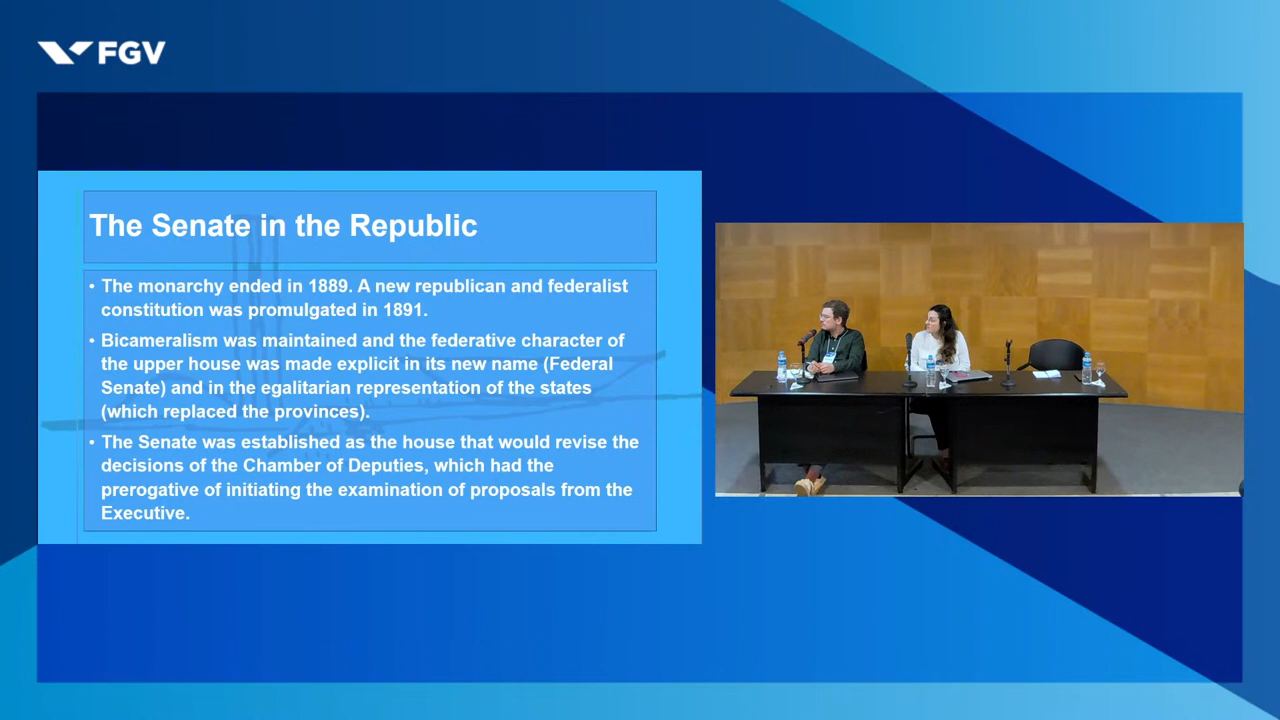 FGV
The Senate in the Republic
• The monarchy ended in 1889. A new republican and federalist
constitution was promulgated in 1891.
• Bicameralism was maintained and the federative character of
the upper house was made explicit in its new name (Federal
Senate) and in the egalitarian representation of the states
(which replaced the provinces).
• The Senate was established as the house that would revise the
decisions of the Chamber of Deputies, which had the
prerogative of initiating the examination of proposals from the
Executive.